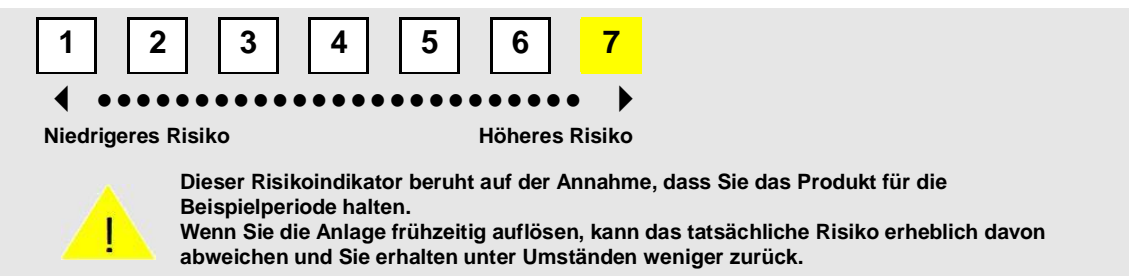 1 2 3 4 5 6 7
Niedrigeres Risiko Höheres Risiko
Dieser Risikoindikator beruht auf der Annahme, dass Sie das Produkt für die
Beispielperiode halten.
Wenn Sie die Anlage frühzeitig auflösen, kann das tatsächliche Risiko erheblich davon
abweichen und Sie erhalten unter Umständen weniger zurück.
!